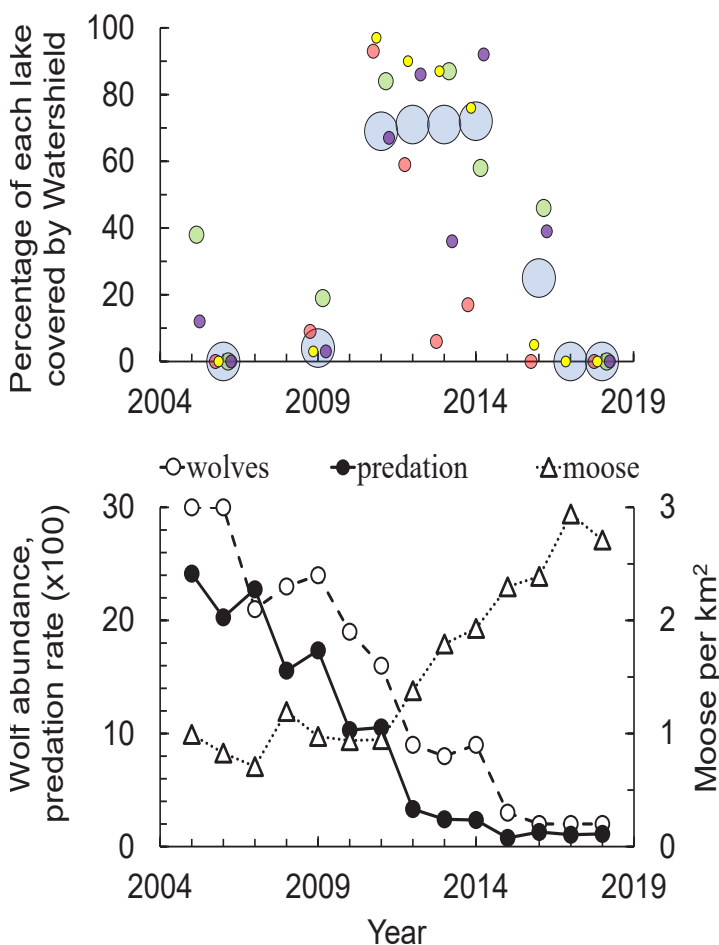 Percentage of each lake
covered by Watershield
100
80
60
40
20
0
2004 2009 2014 2019
wolves predation moose
Wolf abundance,
predation rate (x100)
30
20
10
0
3
2
1
0
Moose per km²
2004 2009 2014 2019
Year